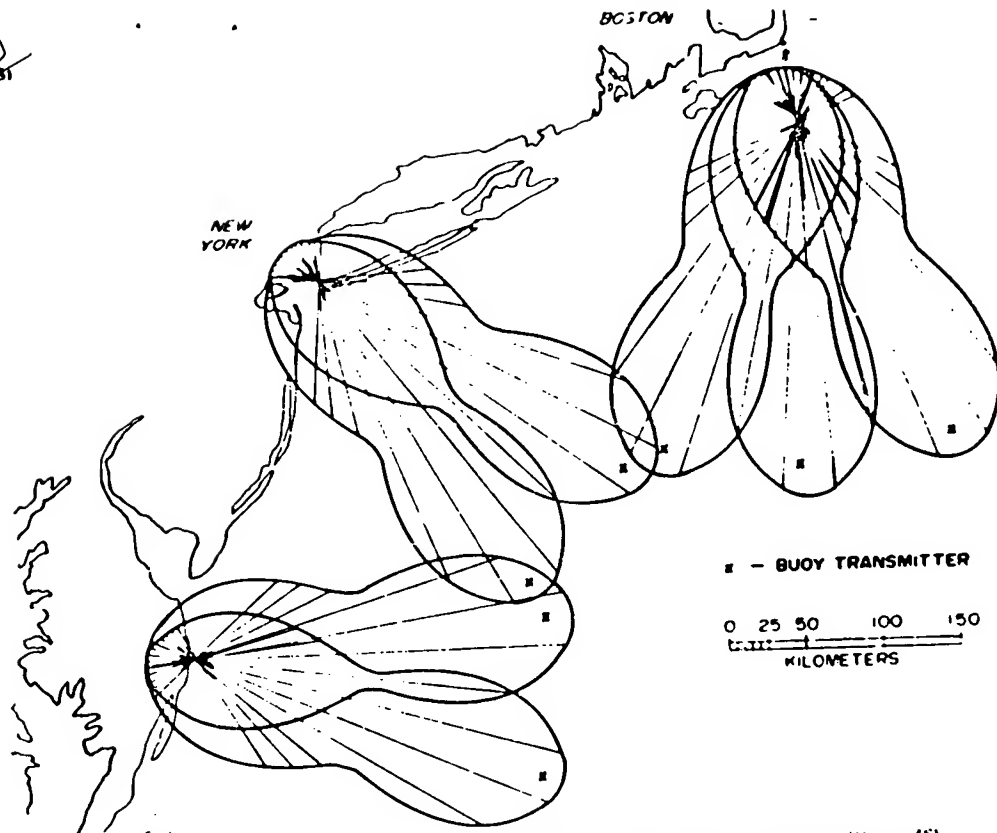 BOSTON
NEW
YORK
x – BUOY TRANSMITTER
0 25 50 100 150
KILOMETERS